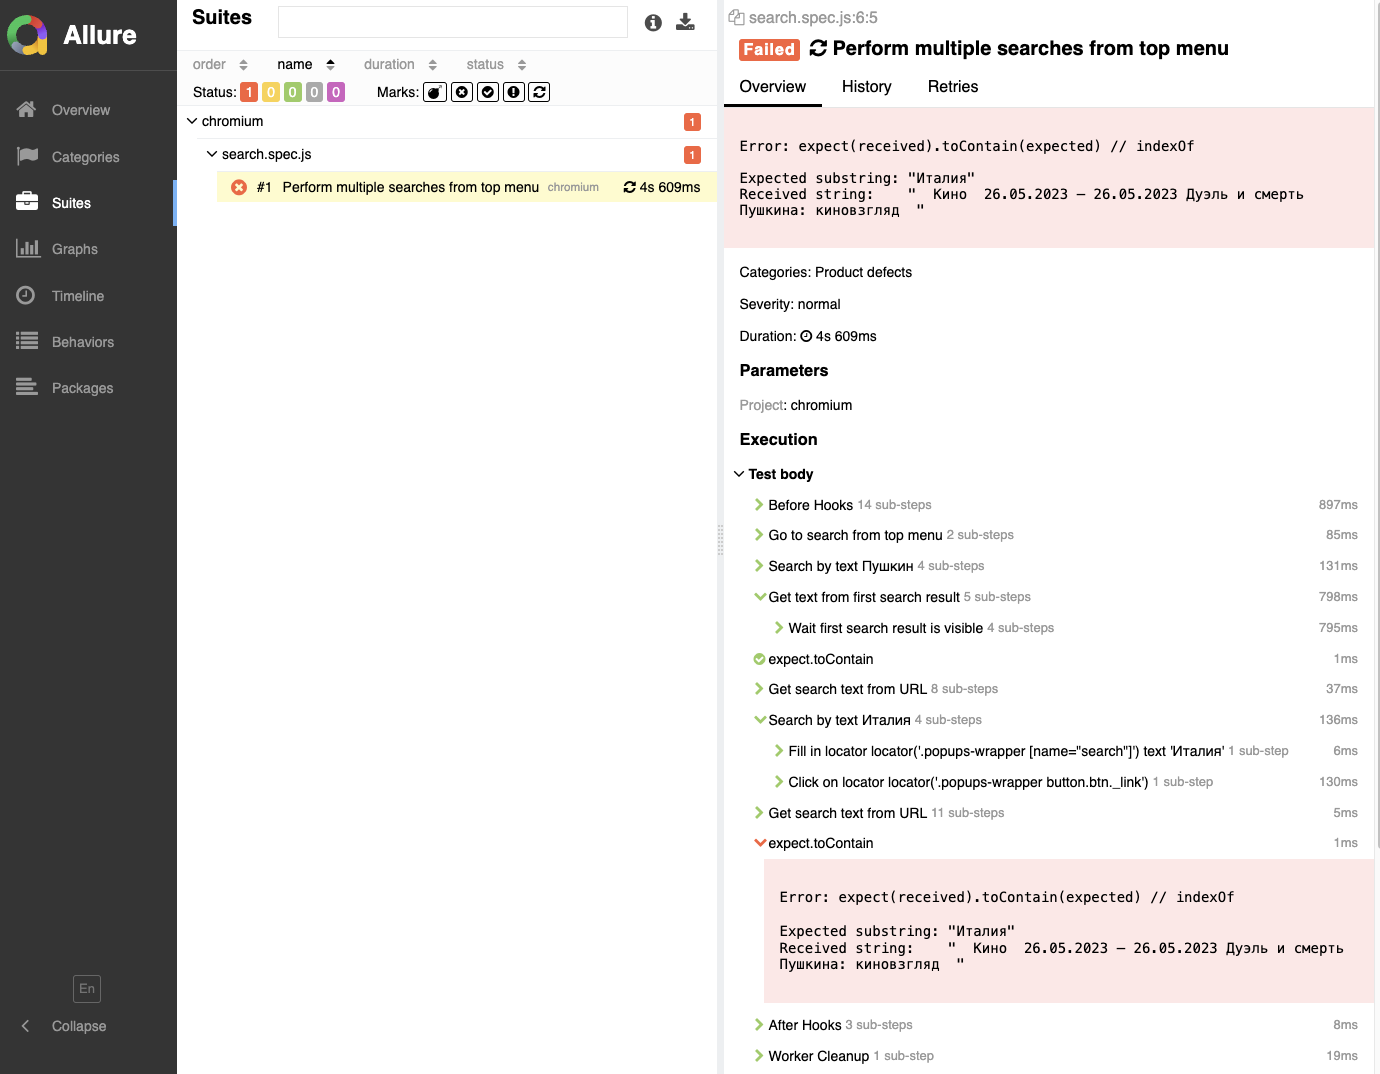 Allure
Overview
Categories
Suites
Graphs
Timeline
Behaviors
Packages
En
Collapse
Suites
order name duration status
Status: 1 0 0 0 0 Marks:
chromium 1
search.spec.js 1
#1 Perform multiple searches from top menu chromium 4s 609ms
search.spec.js:6:5
Failed Perform multiple searches from top menu
Overview History Retries
Error: expect(received).toContain(expected) // indexOf
Expected substring: "Италия"
Received string: " Кино 26.05.2023 — 26.05.2023 Дуэль и смерть
Пушкина: киновзгляд "
Categories: Product defects
Severity: normal
Duration: 4s 609ms
Parameters
Project: chromium
Execution
Test body
Before Hooks 14 sub-steps 897ms
Go to search from top menu 2 sub-steps 85ms
Search by text Пушкин 4 sub-steps 131ms
Get text from first search result 5 sub-steps 798ms
Wait first search result is visible 4 sub-steps 795ms
expect.toContain 1ms
Get search text from URL 8 sub-steps 37ms
Search by text Италия 4 sub-steps 136ms
Fill in locator locator('.popups-wrapper [name="search"]') text 'Италия' 1 sub-step 6ms
Click on locator locator('.popups-wrapper button.btn._link') 1 sub-step 130ms
Get search text from URL 11 sub-steps 5ms
expect.toContain 1ms
Error: expect(received).toContain(expected) // indexOf
Expected substring: "Италия"
Received string: " Кино 26.05.2023 — 26.05.2023 Дуэль и смерть
Пушкина: киновзгляд "
After Hooks 3 sub-steps 8ms
Worker Cleanup 1 sub-step 19ms